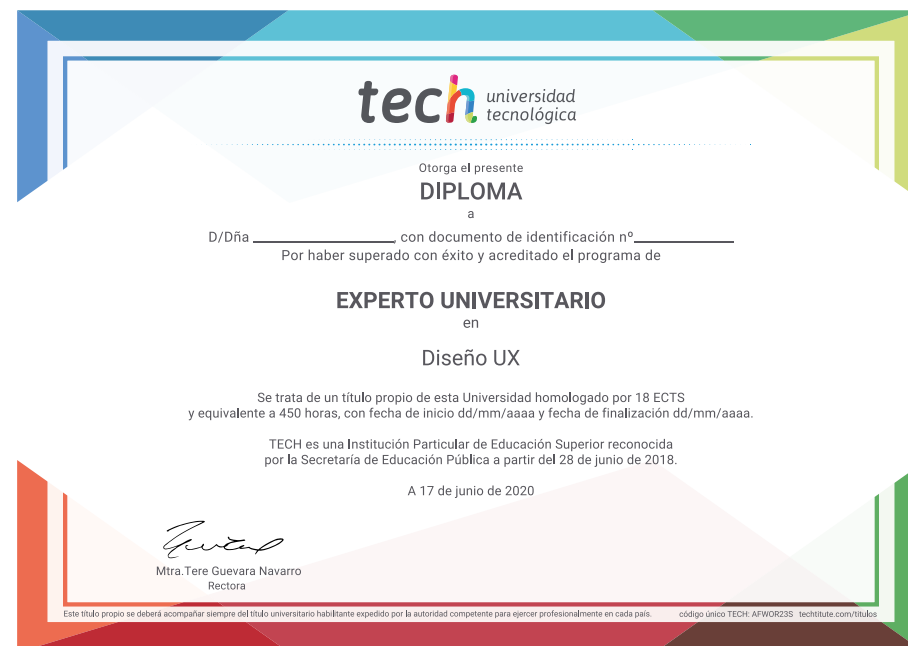 tech universidad
tecnológica
Otorga el presente
DIPLOMA
a
D/Dña ____________, con documento de identificación nº____________
Por haber superado con éxito y acreditado el programa de
EXPERTO UNIVERSITARIO
en
Diseño UX
Se trata de un título propio de esta Universidad homologado por 18 ECTS
y equivalente a 450 horas, con fecha de inicio dd/mm/aaaa y fecha de finalización dd/mm/aaaa.
TECH es una Institución Particular de Educación Superior reconocida
por la Secretaría de Educación Pública a partir del 28 de junio de 2018.
A 17 de junio de 2020
Mtra.Tere Guevara Navarro
Rectora
Este título propio se deberá acompañar siempre del título universitario habilitante expedido por la autoridad competente para ejercer profesionalmente en cada país. código único TECH: AFWOR23S techtitute.com/títulos